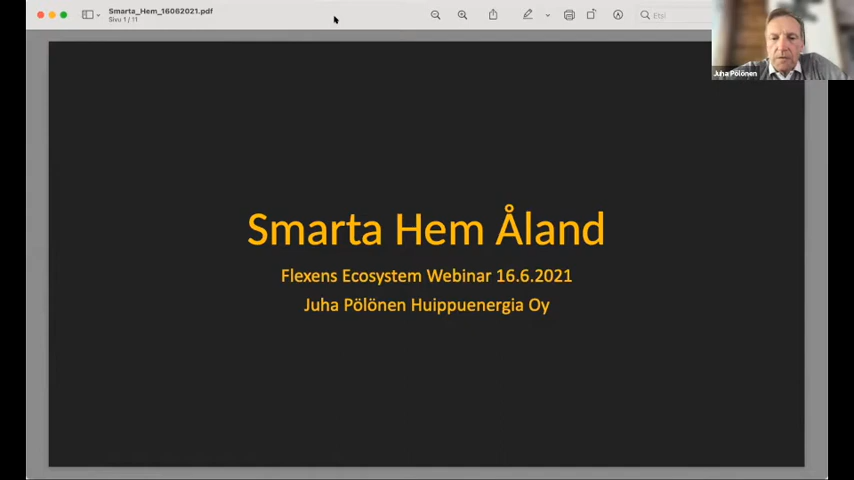 Smarta_Hem_16062021.pdf
Sivu 1 / 11
Etsi
Juha Pölönen
Smarta Hem Åland
Flexens Ecosystem Webinar 16.6.2021
Juha Pölönen Huippuenergia Oy